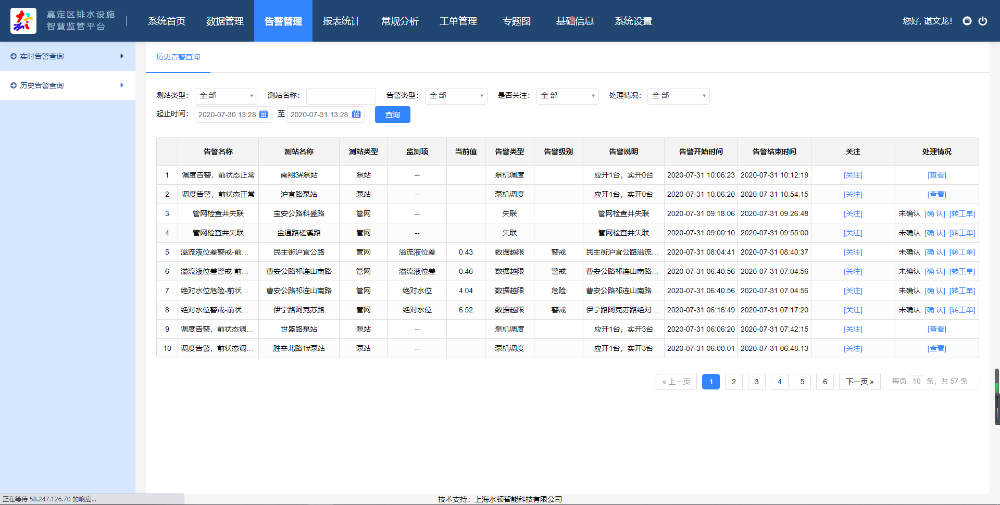 嘉定区排水设施
智慧监管平台
系统首页 数据管理 告警管理 报表统计 常规分析 工单管理 专题图 基础信息 系统设置
您好, 谌文龙!
实时告警查询
历史告警查询
历史告警查询
测站类型: 全 部 测站名称: 告警类型: 全 部 是否关注: 全 部 处理情况: 全 部
起止时间: 2020-07-30 13:28 至 2020-07-31 13:28 查询
告警名称 测站名称 测站类型 监测项 当前值 告警类型 告警级别 告警说明 告警开始时间 告警结束时间 关注 处理情况
1 调度告警，前状态正常 南翔3#泵站 泵站 -- 泵机调度 应开1台，实开0台 2020-07-31 10:06:23 2020-07-31 10:12:19 [关注] [查看]
2 调度告警，前状态正常 沪宜路泵站 泵站 -- 泵机调度 应开1台，实开0台 2020-07-31 10:06:20 2020-07-31 10:54:15 [关注] [查看]
3 管网检查井失联 宝安公路科盛路 管网 -- 失联 管网检查井失联 2020-07-31 09:18:06 2020-07-31 09:26:48 [关注] 未确认 [确 认] [转工单]
4 管网检查井失联 金通路槎溪路 管网 -- 失联 管网检查井失联 2020-07-31 09:00:10 2020-07-31 09:55:00 [关注] 未确认 [确 认] [转工单]
5 溢流液位差警戒-前... 民主街沪宜公路 管网 溢流液位差 0.43 数据越限 警戒 民主街沪宜公路溢流... 2020-07-31 08:04:41 2020-07-31 08:40:37 [关注] 未确认 [确 认] [转工单]
6 溢流液位差警戒-前... 曹安公路祁连山南路 管网 溢流液位差 0.46 数据越限 警戒 曹安公路祁连山南路... 2020-07-31 06:40:56 2020-07-31 07:04:56 [关注] 未确认 [确 认] [转工单]
7 绝对水位危险-前状... 曹安公路祁连山南路 管网 绝对水位 4.04 数据越限 危险 曹安公路祁连山南路... 2020-07-31 06:40:56 2020-07-31 07:04:56 [关注] 未确认 [确 认] [转工单]
8 绝对水位警戒-前状... 伊宁路阿克苏路 管网 绝对水位 6.52 数据越限 警戒 伊宁路阿克苏路绝对... 2020-07-31 06:16:49 2020-07-31 07:17:20 [关注] 未确认 [确 认] [转工单]
9 调度告警，前状态调... 世盛路泵站 泵站 -- 泵机调度 应开1台，实开3台 2020-07-31 06:06:20 2020-07-31 07:42:15 [关注] [查看]
10 调度告警，前状态调... 胜辛北路1#泵站 泵站 -- 泵机调度 应开1台，实开3台 2020-07-31 06:00:01 2020-07-31 06:48:13 [关注] [查看]
« 上一页 1 2 3 4 5 6 下一页 » 每页 10 条，共 57 条
正在等待 58.247.126.70 的响应...
技术支持：上海水顿智能科技有限公司